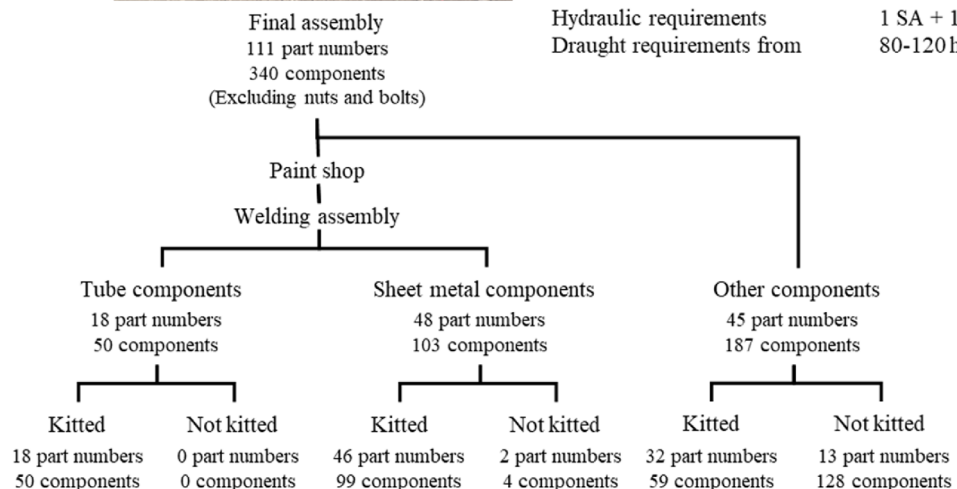 Final assembly
111 part numbers
340 components
(Excluding nuts and bolts)
Hydraulic requirements 1 SA + 1
Draught requirements from 80-120 h
Paint shop
Welding assembly
Tube components
18 part numbers
50 components
Sheet metal components
48 part numbers
103 components
Other components
45 part numbers
187 components
Kitted
18 part numbers
50 components
Not kitted
0 part numbers
0 components
Kitted
46 part numbers
99 components
Not kitted
2 part numbers
4 components
Kitted
32 part numbers
59 components
Not kitted
13 part numbers
128 components